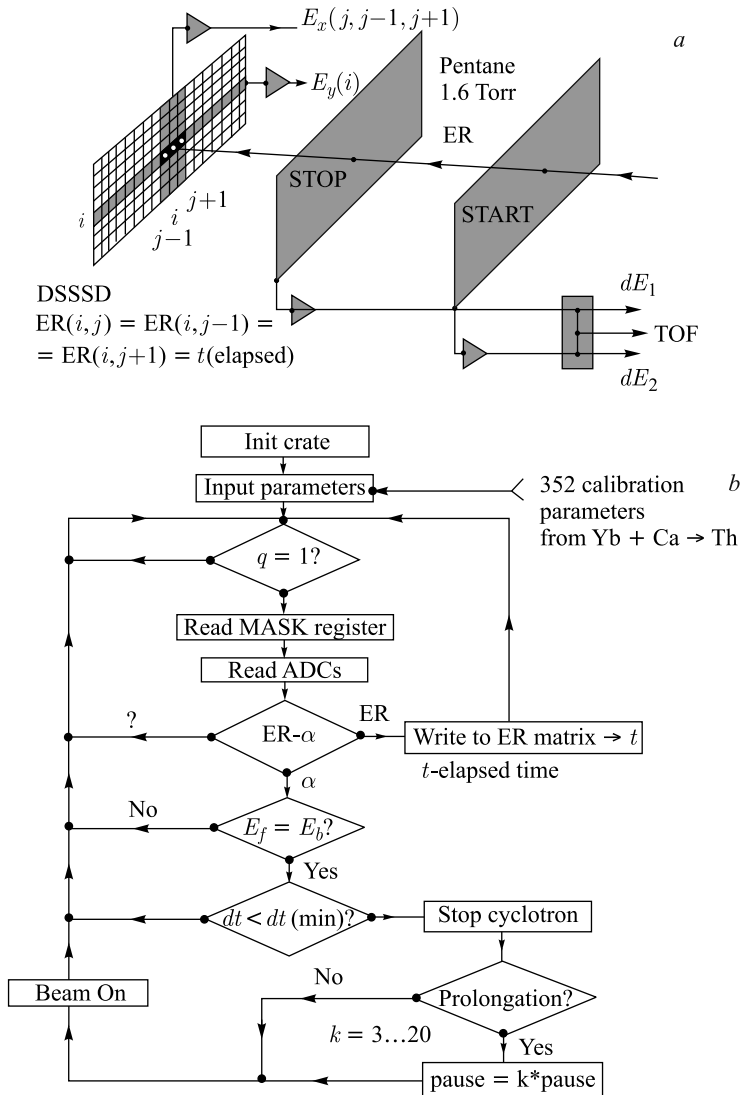 E_x(j, j−1, j+1)
a
E_y(i)
Pentane
1.6 Torr
ER
STOP
START
i
i
j+1
j−1
DSSSD
ER(i, j) = ER(i, j−1) =
= ER(i, j+1) = t(elapsed)
dE_1
TOF
dE_2
Init crate
Input parameters
352 calibration
parameters
from Yb + Ca → Th
b
q = 1?
Read MASK register
Read ADCs
?
ER-α
ER
Write to ER matrix → t
t-elapsed time
α
No
E_f = E_b?
Yes
dt < dt (min)?
Stop cyclotron
Beam On
No
Prolongation?
k = 3...20
Yes
pause = k*pause